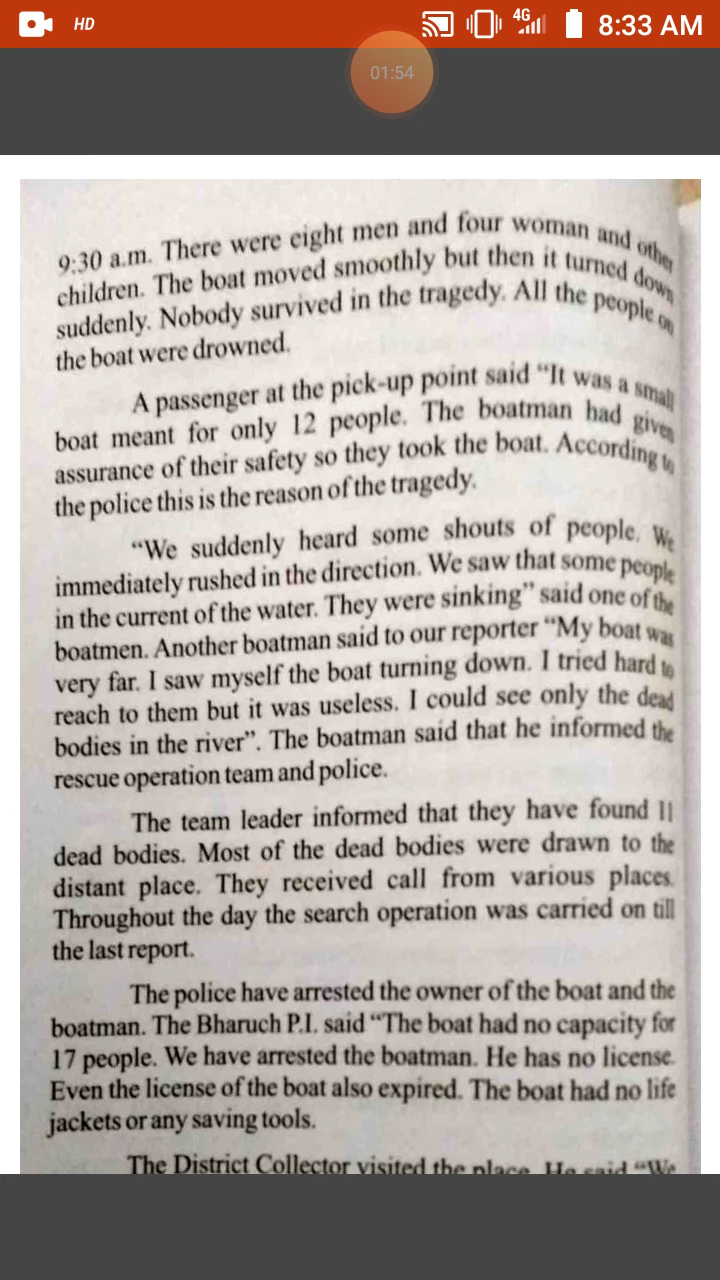 HD
4G
8:33 AM
01:54
9:30 a.m. There were eight men and four woman and other
children. The boat moved smoothly but then it turned down
suddenly. Nobody survived in the tragedy. All the people on
the boat were drowned.
A passenger at the pick-up point said “It was a small
boat meant for only 12 people. The boatman had given
assurance of their safety so they took the boat. According to
the police this is the reason of the tragedy.
“We suddenly heard some shouts of people. We
immediately rushed in the direction. We saw that some people
in the current of the water. They were sinking” said one of the
boatmen. Another boatman said to our reporter “My boat was
very far. I saw myself the boat turning down. I tried hard to
reach to them but it was useless. I could see only the dead
bodies in the river”. The boatman said that he informed the
rescue operation team and police.
The team leader informed that they have found 11
dead bodies. Most of the dead bodies were drawn to the
distant place. They received call from various places.
Throughout the day the search operation was carried on till
the last report.
The police have arrested the owner of the boat and the
boatman. The Bharuch P.I. said “The boat had no capacity for
17 people. We have arrested the boatman. He has no license.
Even the license of the boat also expired. The boat had no life
jackets or any saving tools.
The District Collector visited the place. He said “We